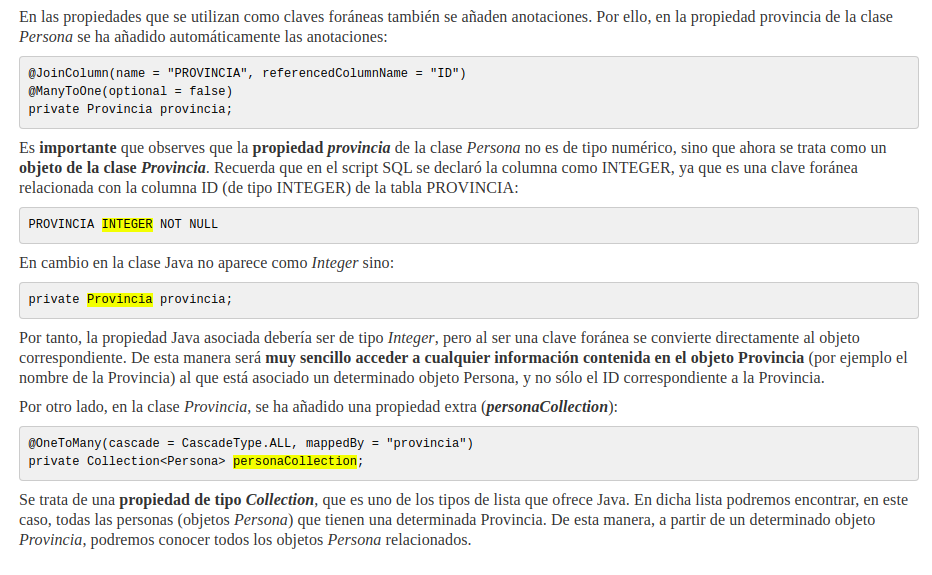 En las propiedades que se utilizan como claves foráneas también se añaden anotaciones. Por ello, en la propiedad provincia de la clase
Persona se ha añadido automáticamente las anotaciones:
@JoinColumn(name = "PROVINCIA", referencedColumnName = "ID")
@ManyToOne(optional = false)
private Provincia provincia;
Es importante que observes que la propiedad provincia de la clase Persona no es de tipo numérico, sino que ahora se trata como un
objeto de la clase Provincia. Recuerda que en el script SQL se declaró la columna como INTEGER, ya que es una clave foránea
relacionada con la columna ID (de tipo INTEGER) de la tabla PROVINCIA:
PROVINCIA INTEGER NOT NULL
En cambio en la clase Java no aparece como Integer sino:
private Provincia provincia;
Por tanto, la propiedad Java asociada debería ser de tipo Integer, pero al ser una clave foránea se convierte directamente al objeto
correspondiente. De esta manera será muy sencillo acceder a cualquier información contenida en el objeto Provincia (por ejemplo el
nombre de la Provincia) al que está asociado un determinado objeto Persona, y no sólo el ID correspondiente a la Provincia.
Por otro lado, en la clase Provincia, se ha añadido una propiedad extra (personaCollection):
@OneToMany(cascade = CascadeType.ALL, mappedBy = "provincia")
private Collection<Persona> personaCollection;
Se trata de una propiedad de tipo Collection, que es uno de los tipos de lista que ofrece Java. En dicha lista podremos encontrar, en este
caso, todas las personas (objetos Persona) que tienen una determinada Provincia. De esta manera, a partir de un determinado objeto
Provincia, podremos conocer todos los objetos Persona relacionados.